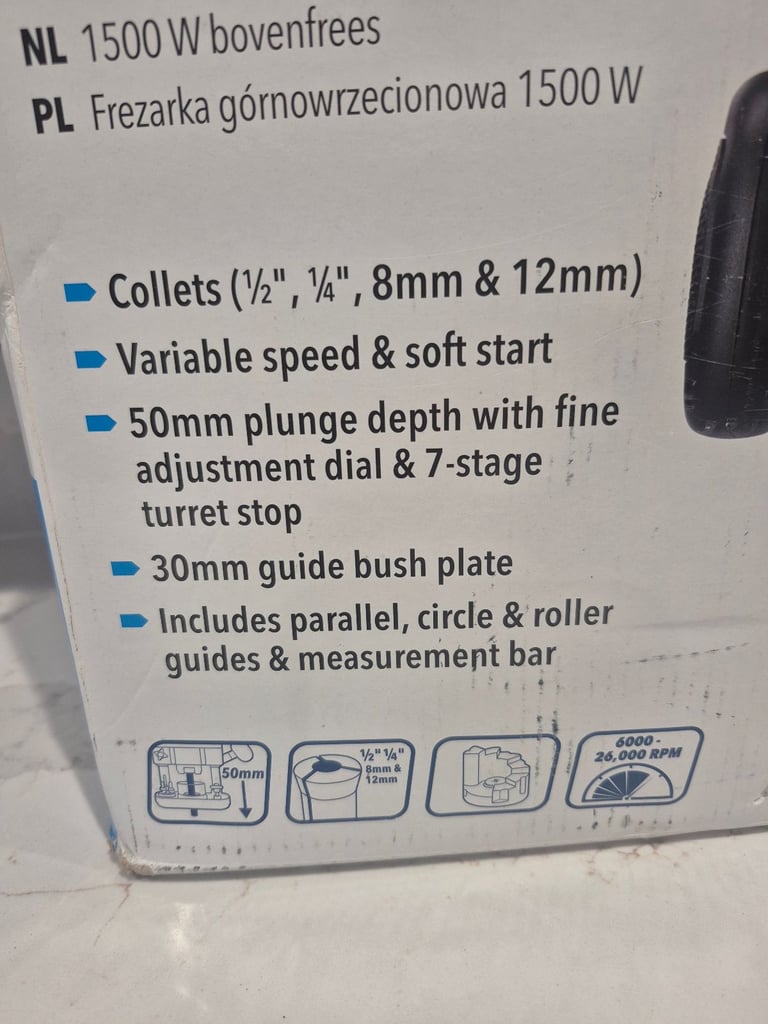 NL 1500 W bovenfrees
PL Frezarka górnowrzecionowa 1500 W
Collets (½", ¼", 8mm & 12mm)
Variable speed & soft start
50mm plunge depth with fine
adjustment dial & 7-stage
turret stop
30mm guide bush plate
Includes parallel, circle & roller
guides & measurement bar
50mm
½" ¼"
8mm &
12mm
6000 -
26,000 RPM